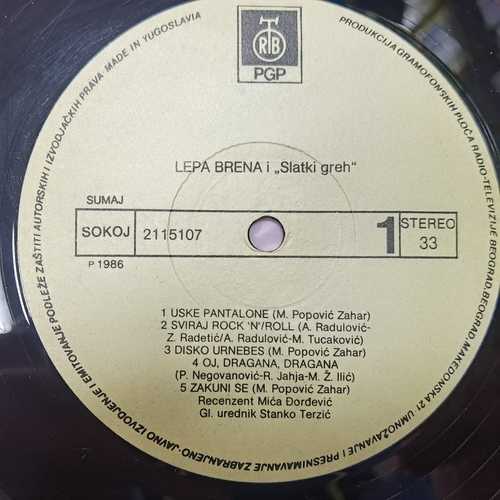 RTB
PGP
PRODUKCIJA GRAMOFONSKIH PLOČA RADIO-TELEVIZIJE BEOGRAD, BEOGRAD, MAKEDONSKA 21 UMNOŽAVANJE I PRESNIMAVANJE ZABRANJENO-JAVNO IZVODJENJE I EMITOVANJE PODLEŽE ZAŠTITI AUTORSKIH I IZVODJAČKIH PRAVA MADE IN YUGOSLAVIA
LEPA BRENA i „Slatki greh“
SUMAJ
SOKOJ 2115107 1 STEREO
33
P 1986
1 USKE PANTALONE (M. Popović Zahar)
2 SVIRAJ ROCK 'N'/ROLL (A. Radulović-
Z. Radetić/A. Radulović-M. Tucaković)
3 DISKO URNEBES (M. Popović Zahar)
4 OJ, DRAGANA, DRAGANA
(P. Negovanović-R. Jahja-M. Ž. Ilić)
5 ZAKUNI SE (M. Popović Zahar)
Recenzent Mića Đorđević
Gl. urednik Stanko Terzić